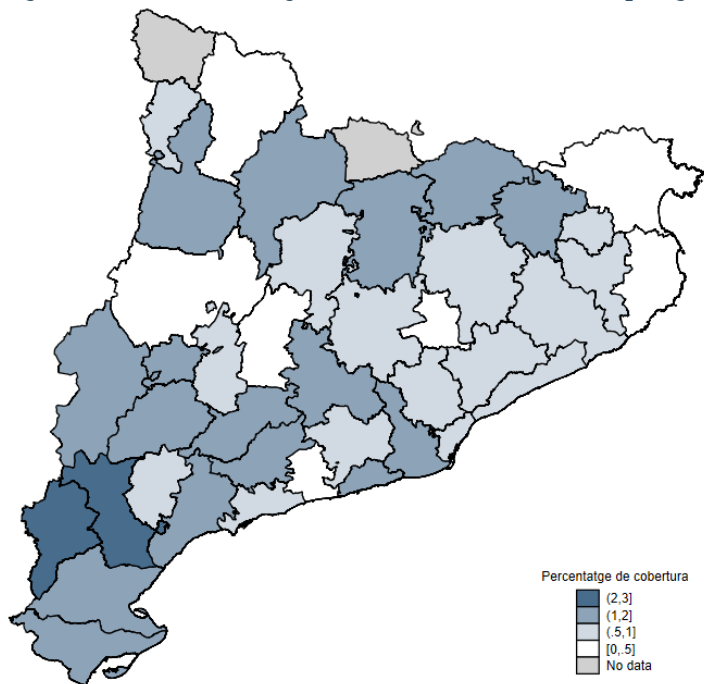 Percentatge de cobertura
(2,3]
(1,2]
(.5,1]
[0,.5]
No data